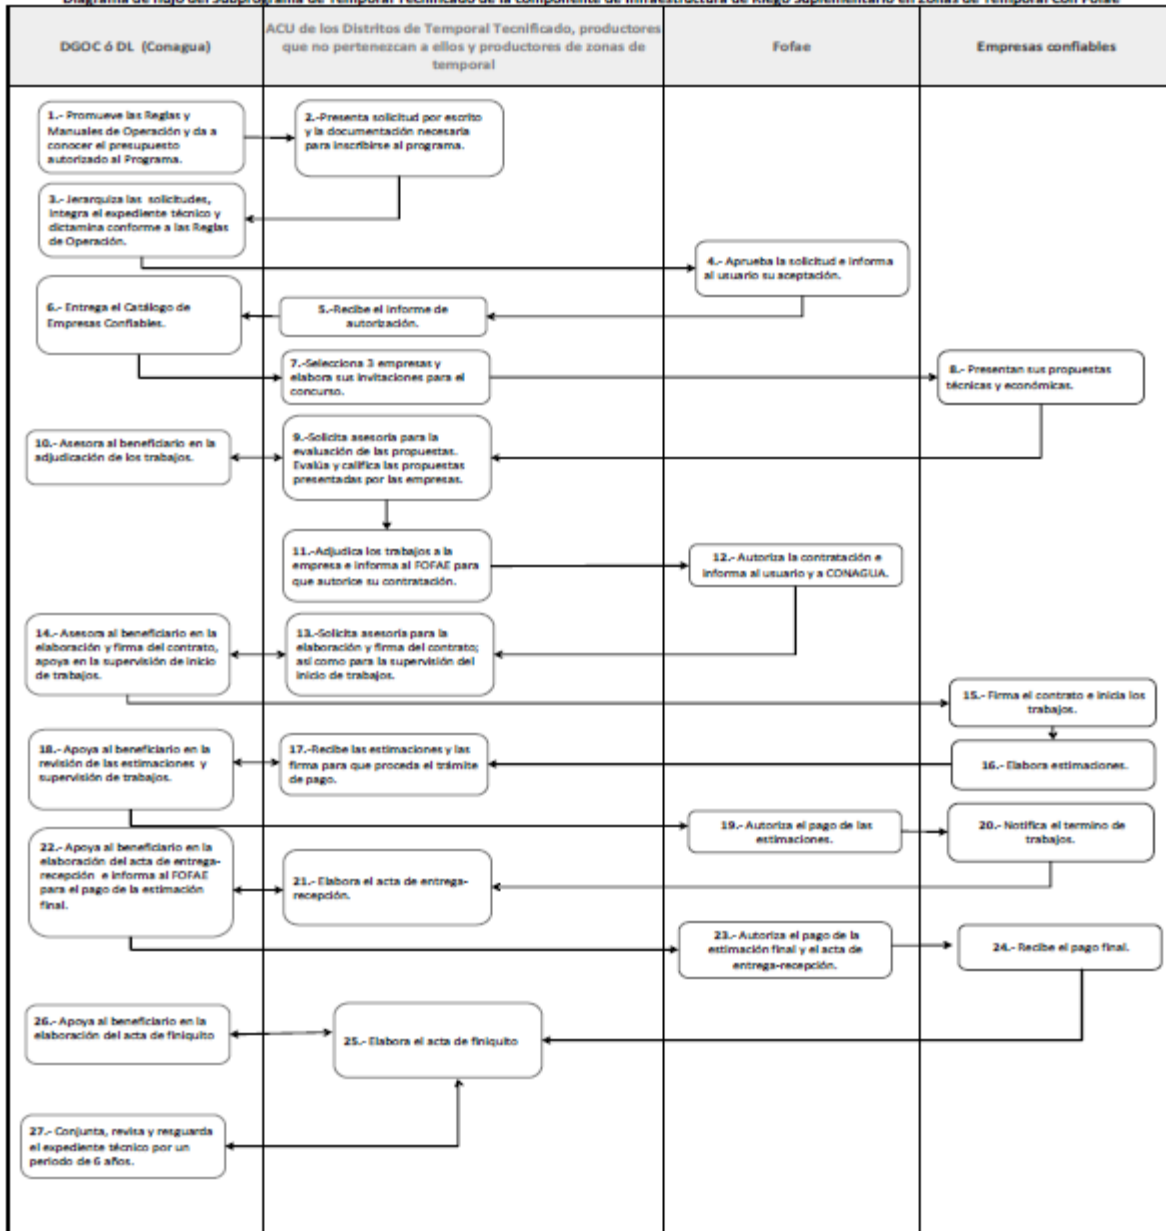 Diagrama de flujo del Subprograma de Temporal Tecnificado de la Componente de Infraestructura de Riego Suplementario en zonas de Temporal Con Fofae
DGOC ó DL (Conagua)
ACU de los Distritos de Temporal Tecnificado, productores
que no pertenezcan a ellos y productores de zonas de
temporal
Fofae
Empresas confiables
1.- Promueve las Reglas y
Manuales de Operación y da a
conocer el presupuesto
autorizado al Programa.
2.-Presenta solicitud por escrito
y la documentación necesaria
para inscribirse al programa.
3.- Jerarquiza las solicitudes,
integra el expediente técnico y
dictamina conforme a las Reglas
de Operación.
4.- Aprueba la solicitud e informa
al usuario su aceptación.
6.- Entrega el Catálogo de
Empresas Confiables.
5.-Recibe el informe de
autorización.
7.-Selecciona 3 empresas y
elabora sus invitaciones para el
concurso.
8.- Presentan sus propuestas
técnicas y económicas.
10.- Asesora al beneficiario en la
adjudicación de los trabajos.
9.-Solicita asesoría para la
evaluación de las propuestas.
Evalúa y califica las propuestas
presentadas por las empresas.
11.-Adjudica los trabajos a la
empresa e informa al FOFAE para
que autorice su contratación.
12.- Autoriza la contratación e
informa al usuario y a CONAGUA.
14.- Asesora al beneficiario en la
elaboración y firma del contrato,
apoya en la supervisión de inicio
de trabajos.
13.-Solicita asesoría para la
elaboración y firma del contrato;
así como para la supervisión del
inicio de trabajos.
15.- Firma el contrato e inicia los
trabajos.
18.- Apoya al beneficiario en la
revisión de las estimaciones y
supervisión de trabajos.
17.-Recibe las estimaciones y las
firma para que proceda el trámite
de pago.
16.- Elabora estimaciones.
19.- Autoriza el pago de las
estimaciones.
20.- Notifica el termino de
trabajos.
22.- Apoya al beneficiario en la
elaboración del acta de entrega-
recepción e informa al FOFAE
para el pago de la estimación
final.
21.- Elabora el acta de entrega-
recepción.
23.- Autoriza el pago de la
estimación final y el acta de
entrega-recepción.
24.- Recibe el pago final.
26.- Apoya al beneficiario en la
elaboración del acta de finiquito
25.- Elabora el acta de finiquito
27.- Conjunta, revisa y resguarda
el expediente técnico por un
periodo de 6 años.